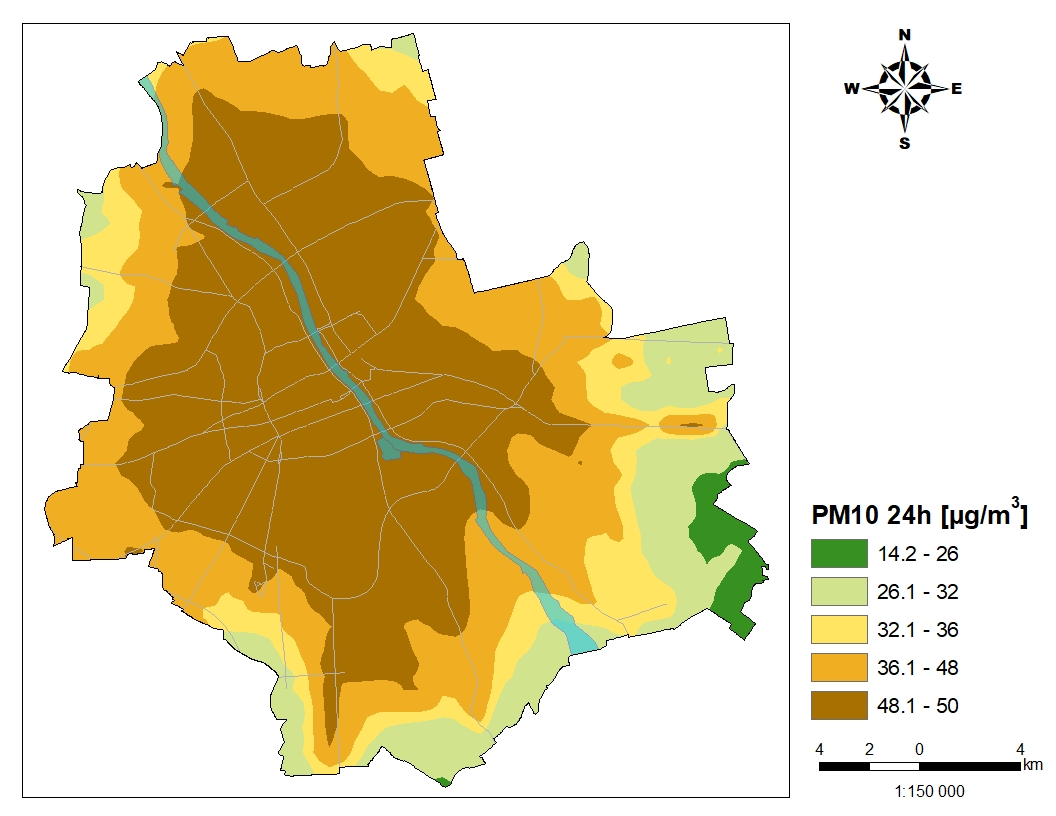 N
W E
S
PM10 24h [µg/m³]
14.2 - 26
26.1 - 32
32.1 - 36
36.1 - 48
48.1 - 50
4 2 0 4
km
1:150 000